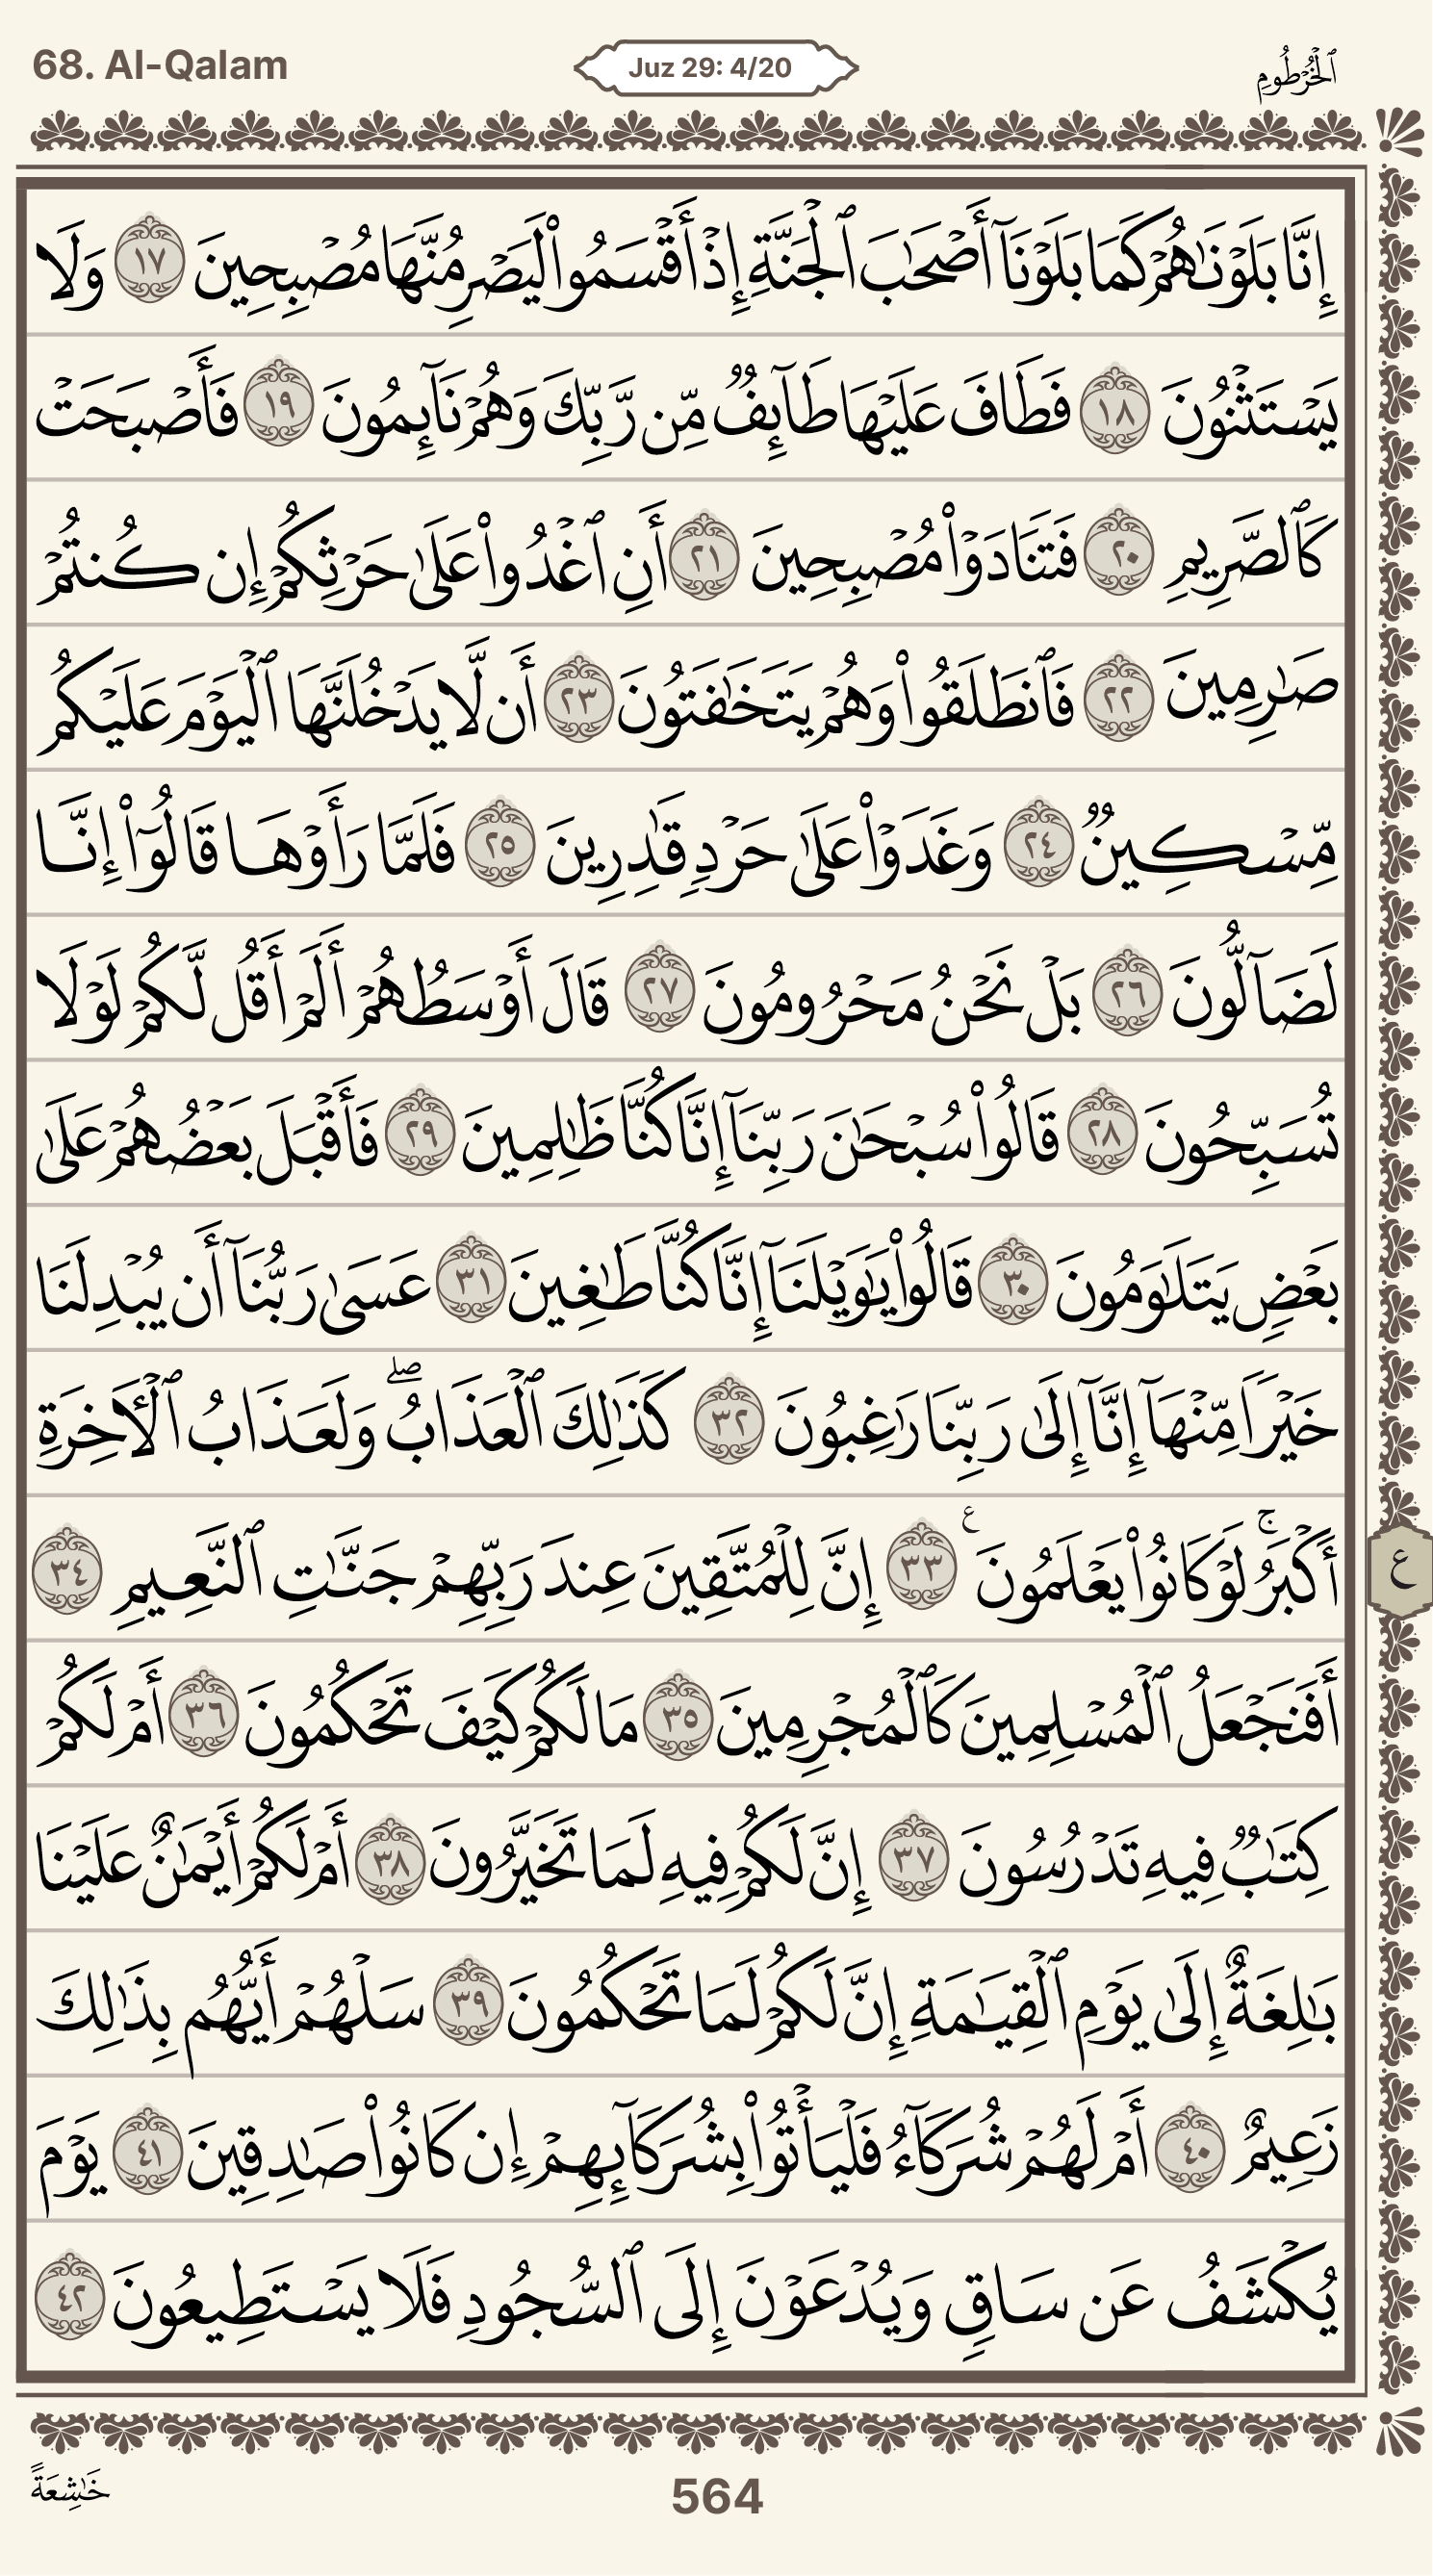 68. Al-Qalam
Juz 29: 4/20
ٱلْخُرْطُومِ
إِنَّا بَلَوْنَٰهُمْ كَمَا بَلَوْنَآ أَصْحَٰبَ ٱلْجَنَّةِ إِذْ أَقْسَمُوا۟ لَيَصْرِمُنَّهَا مُصْبِحِينَ ١٧ وَلَا
يَسْتَثْنُونَ ١٨ فَطَافَ عَلَيْهَا طَآئِفٌ مِّن رَّبِّكَ وَهُمْ نَآئِمُونَ ١٩ فَأَصْبَحَتْ
كَٱلصَّرِيمِ ٢٠ فَتَنَادَوْا۟ مُصْبِحِينَ ٢١ أَنِ ٱغْدُوا۟ عَلَىٰ حَرْثِكُمْ إِن كُنتُمْ
صَٰرِمِينَ ٢٢ فَٱنطَلَقُوا۟ وَهُمْ يَتَخَٰفَتُونَ ٢٣ أَن لَّا يَدْخُلَنَّهَا ٱلْيَوْمَ عَلَيْكُم
مِّسْكِينٌ ٢٤ وَغَدَوْا۟ عَلَىٰ حَرْدٍ قَٰدِرِينَ ٢٥ فَلَمَّا رَأَوْهَا قَالُوٓا۟ إِنَّا
لَضَآلُّونَ ٢٦ بَلْ نَحْنُ مَحْرُومُونَ ٢٧ قَالَ أَوْسَطُهُمْ أَلَمْ أَقُل لَّكُمْ لَوْلَا
تُسَبِّحُونَ ٢٨ قَالُوا۟ سُبْحَٰنَ رَبِّنَآ إِنَّا كُنَّا ظَٰلِمِينَ ٢٩ فَأَقْبَلَ بَعْضُهُمْ عَلَىٰ
بَعْضٍ يَتَلَٰوَمُونَ ٣٠ قَالُوا۟ يَٰوَيْلَنَآ إِنَّا كُنَّا طَٰغِينَ ٣١ عَسَىٰ رَبُّنَآ أَن يُبْدِلَنَا
خَيْرًا مِّنْهَآ إِنَّآ إِلَىٰ رَبِّنَا رَٰغِبُونَ ٣٢ كَذَٰلِكَ ٱلْعَذَابُ ۖ وَلَعَذَابُ ٱلْـَٔاخِرَةِ
أَكْبَرُ ۚ لَوْ كَانُوا۟ يَعْلَمُونَ ع ٣٣ إِنَّ لِلْمُتَّقِينَ عِندَ رَبِّهِمْ جَنَّٰتِ ٱلنَّعِيمِ ٣٤
ع
أَفَنَجْعَلُ ٱلْمُسْلِمِينَ كَٱلْمُجْرِمِينَ ٣٥ مَا لَكُمْ كَيْفَ تَحْكُمُونَ ٣٦ أَمْ لَكُمْ
كِتَٰبٌ فِيهِ تَدْرُسُونَ ٣٧ إِنَّ لَكُمْ فِيهِ لَمَا تَخَيَّرُونَ ٣٨ أَمْ لَكُمْ أَيْمَٰنٌ عَلَيْنَا
بَٰلِغَةٌ إِلَىٰ يَوْمِ ٱلْقِيَٰمَةِ إِنَّ لَكُمْ لَمَا تَحْكُمُونَ ٣٩ سَلْهُمْ أَيُّهُم بِذَٰلِكَ
زَعِيمٌ ٤٠ أَمْ لَهُمْ شُرَكَآءُ فَلْيَأْتُوا۟ بِشُرَكَآئِهِمْ إِن كَانُوا۟ صَٰدِقِينَ ٤١ يَوْمَ
يُكْشَفُ عَن سَاقٍ وَيُدْعَوْنَ إِلَى ٱلسُّجُودِ فَلَا يَسْتَطِيعُونَ ٤٢
خَٰشِعَةً
564